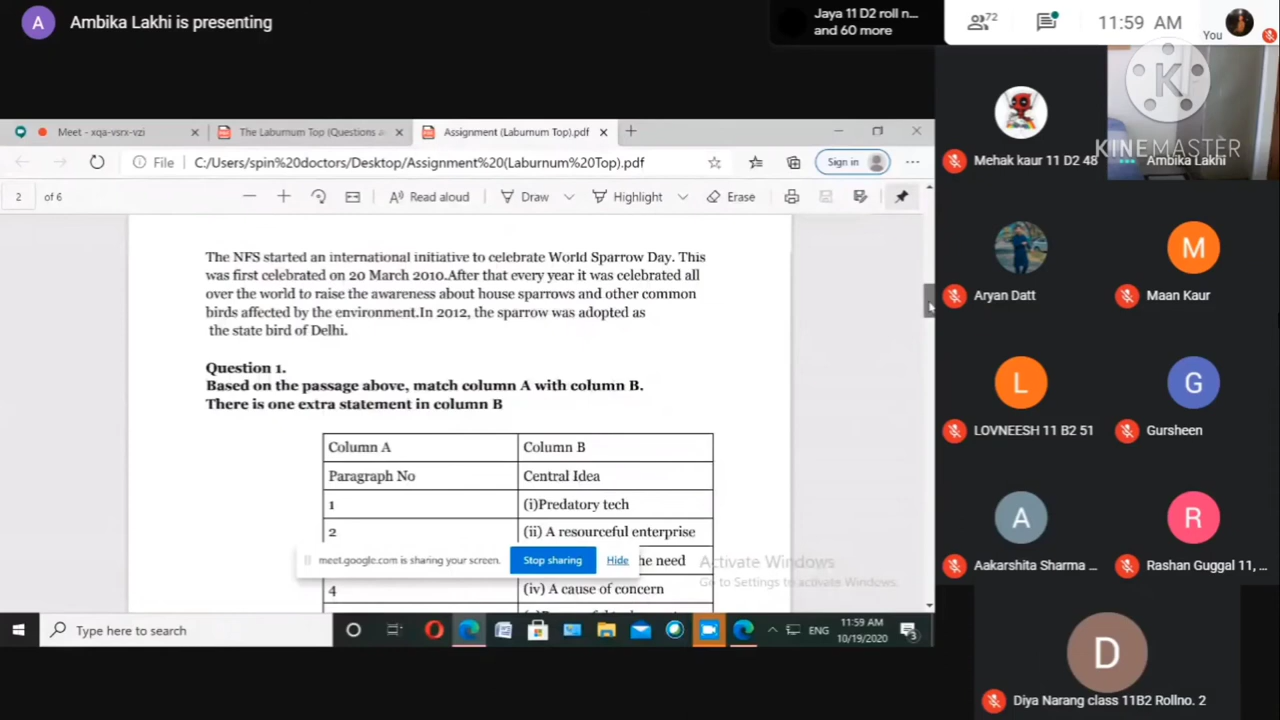 A
Ambika Lakhi is presenting
Jaya 11 D2 roll n...
and 60 more
72
11:59 AM
You
Meet - xqa-vsrx-vzi
The Laburnum Top (Questions a
Assignment (Laburnum Top).pdf
File
C:/Users/spin%20doctors/Desktop/Assignment%20(Laburnum%20Top).pdf
Sign in
2 of 6
Read aloud
Draw
Highlight
Erase
The NFS started an international initiative to celebrate World Sparrow Day. This
was first celebrated on 20 March 2010.After that every year it was celebrated all
over the world to raise the awareness about house sparrows and other common
birds affected by the environment.In 2012, the sparrow was adopted as
the state bird of Delhi.
Question 1.
Based on the passage above, match column A with column B.
There is one extra statement in column B
Column A
Column B
Paragraph No
Central Idea
1
(i)Predatory tech
2
(ii) A resourceful enterprise
he need
4
(iv) A cause of concern
meet.google.com is sharing your screen.
Stop sharing
Hide
Activate Windows
Go to Settings to activate Windows.
Type here to search
ENG
11:59 AM
10/19/2020
3
Mehak kaur 11 D2 48
K
KINEMASTER
Ambika Lakhi
Aryan Datt
M
Maan Kaur
L
LOVNEESH 11 B2 51
G
Gursheen
A
Aakarshita Sharma ...
R
Rashan Guggal 11, ...
D
Diya Narang class 11B2 Rollno. 2